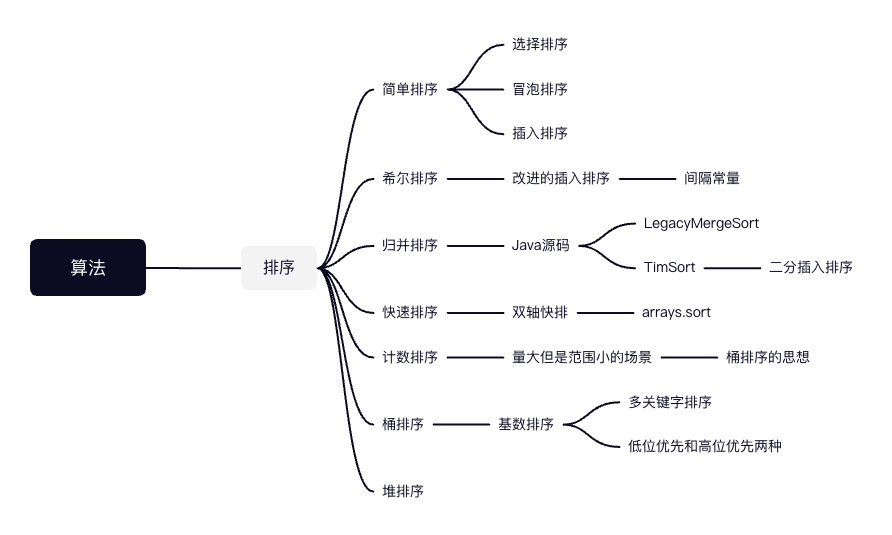 算法
排序
简单排序
选择排序
冒泡排序
插入排序
希尔排序
改进的插入排序
间隔常量
归并排序
Java源码
LegacyMergeSort
TimSort
二分插入排序
快速排序
双轴快排
arrays.sort
计数排序
量大但是范围小的场景
桶排序的思想
桶排序
基数排序
多关键字排序
低位优先和高位优先两种
堆排序